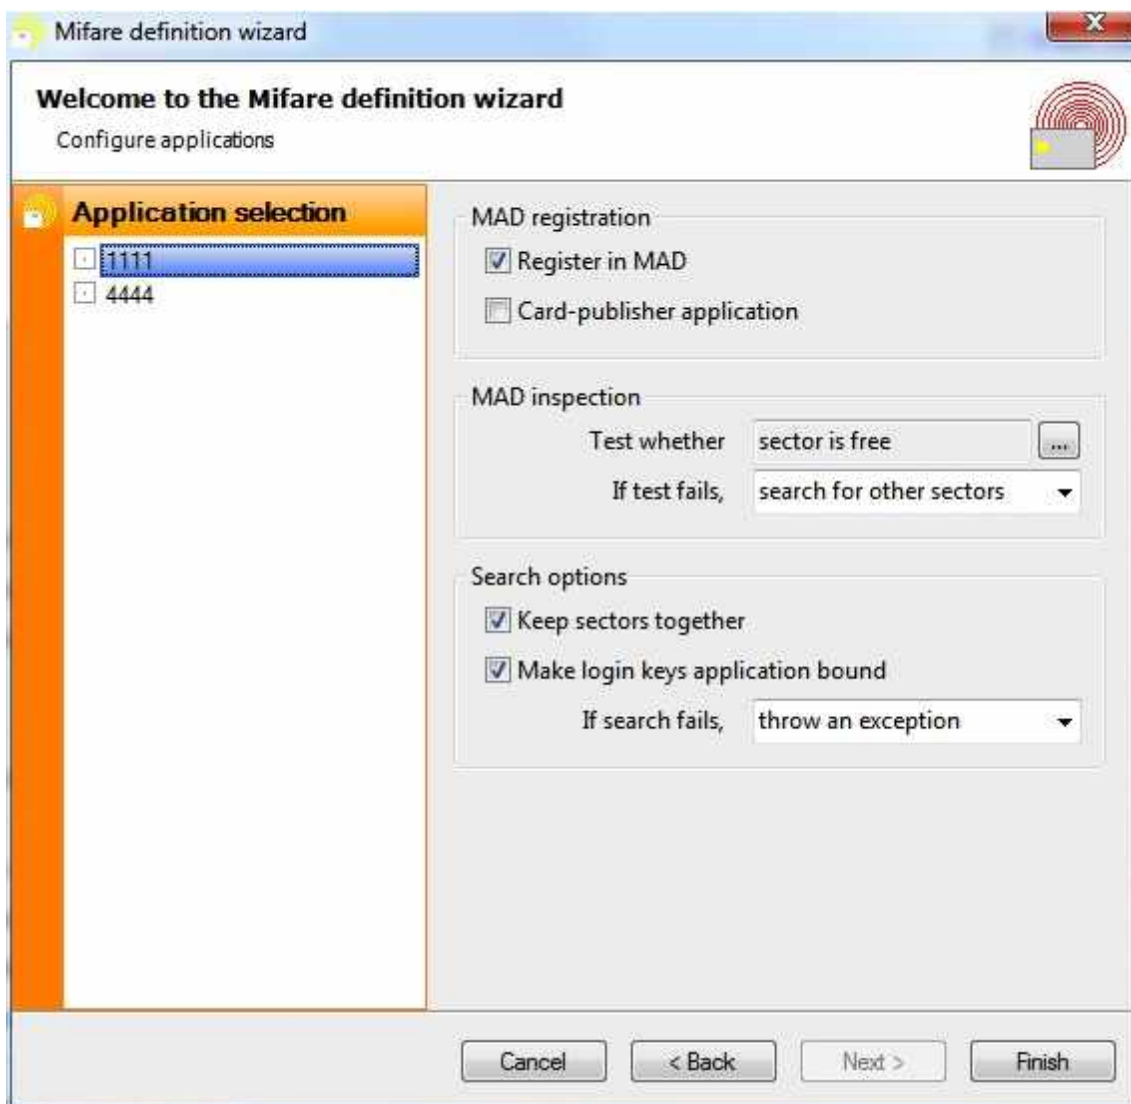 Mifare definition wizard
X
Welcome to the Mifare definition wizard
Configure applications
Application selection
1111
4444
MAD registration
Register in MAD
Card-publisher application
MAD inspection
Test whether sector is free ...
If test fails, search for other sectors
Search options
Keep sectors together
Make login keys application bound
If search fails, throw an exception
Cancel < Back Next > Finish